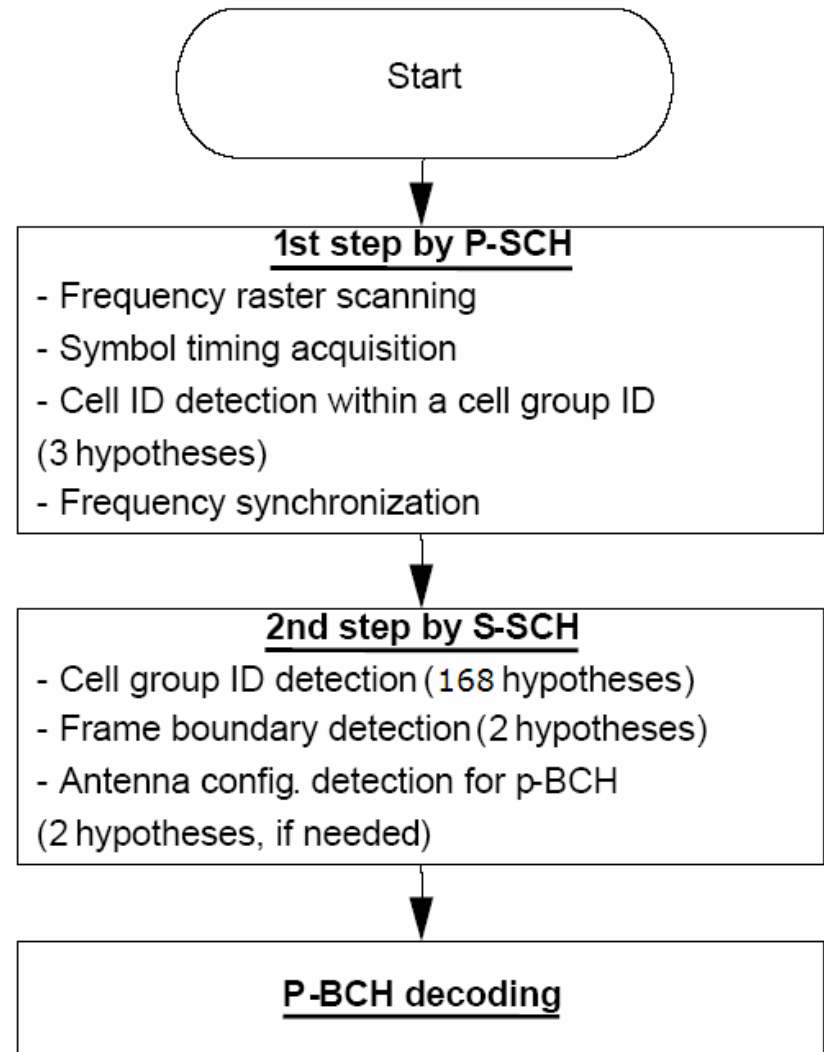 Start
1st step by P-SCH
- Frequency raster scanning
- Symbol timing acquisition
- Cell ID detection within a cell group ID
(3 hypotheses)
- Frequency synchronization
2nd step by S-SCH
- Cell group ID detection (168 hypotheses)
- Frame boundary detection (2 hypotheses)
- Antenna config. detection for p-BCH
(2 hypotheses, if needed)
P-BCH decoding